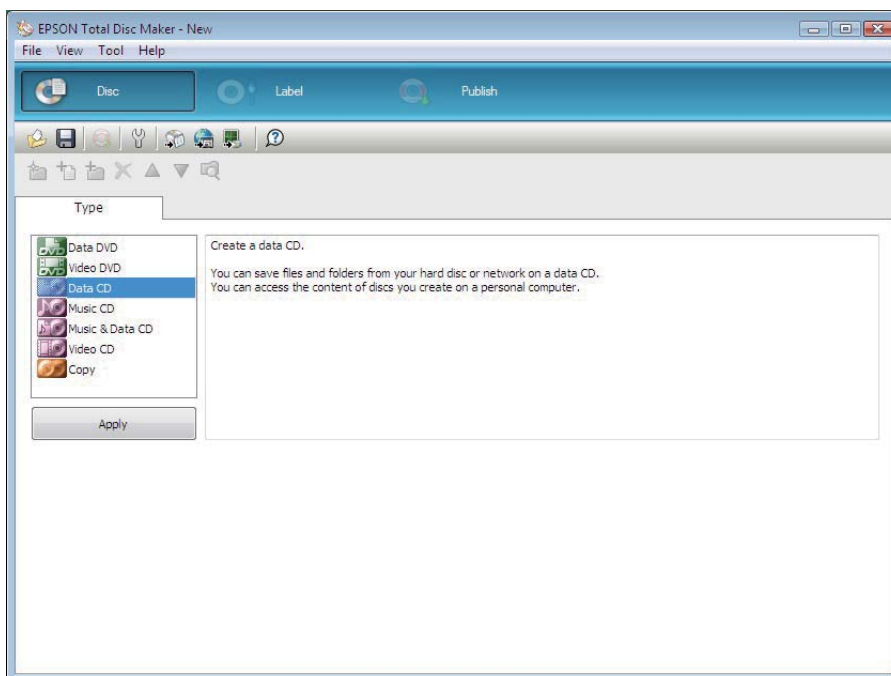 EPSON Total Disc Maker - New
File View Tool Help
Disc Label Publish
Type
Data DVD
Video DVD
Data CD
Music CD
Music & Data CD
Video CD
Copy
Apply
Create a data CD.
You can save files and folders from your hard disc or network on a data CD.
You can access the content of discs you create on a personal computer.